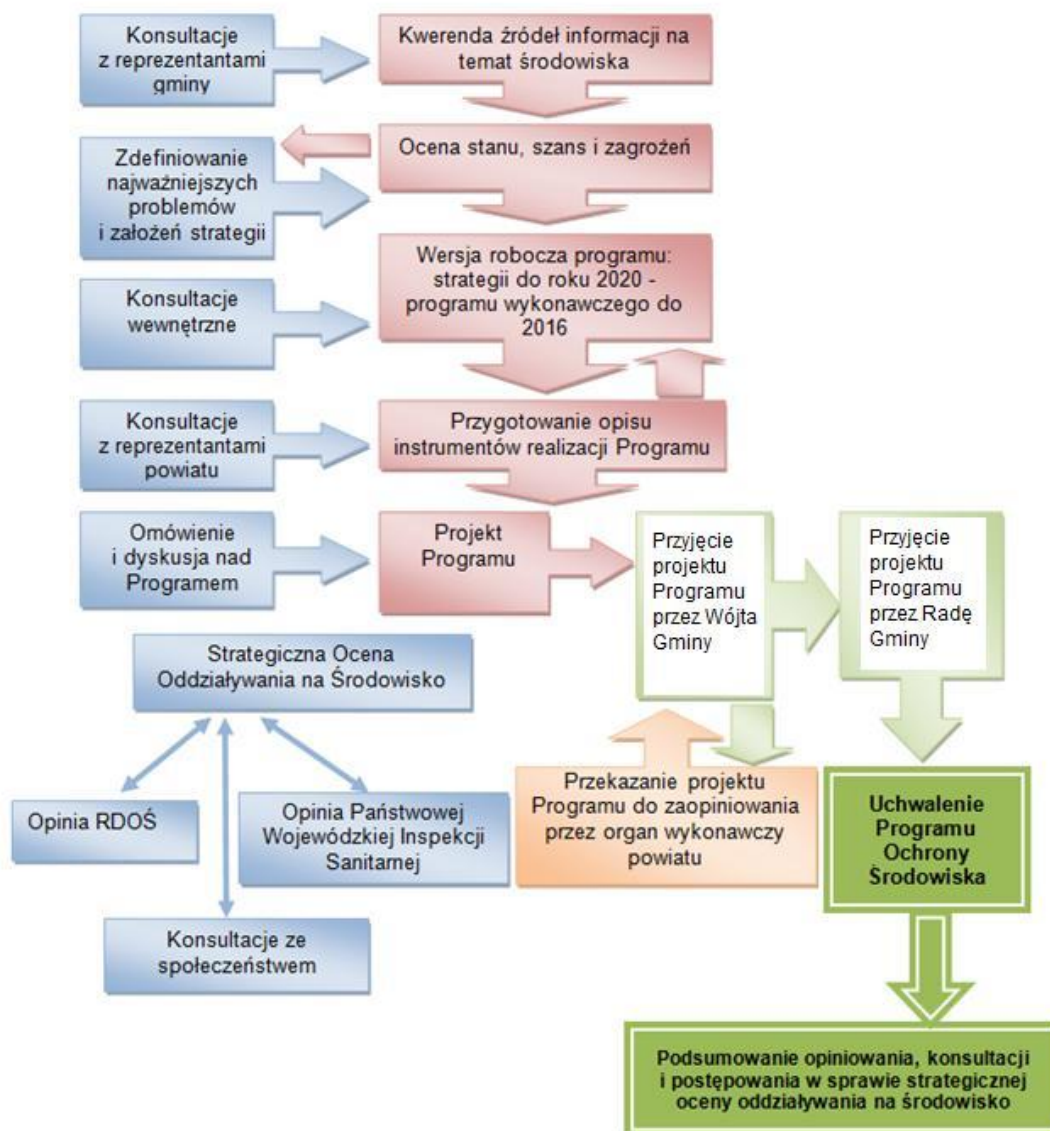 Konsultacje
z reprezentantami
gminy
Kwerenda źródeł informacji na
temat środowiska
Zdefiniowanie
najważniejszych
problemów
i założeń strategii
Ocena stanu, szans i zagrożeń
Konsultacje
wewnętrzne
Wersja robocza programu:
strategii do roku 2020 -
programu wykonawczego do
2016
Konsultacje
z reprezentantami
powiatu
Przygotowanie opisu
instrumentów realizacji Programu
Omówienie
i dyskusja nad
Programem
Projekt
Programu
Przyjęcie
projektu
Programu
przez Wójta
Gminy
Przyjęcie
projektu
Programu
przez Radę
Gminy
Strategiczna Ocena
Oddziaływania na Środowisko
Opinia RDOŚ
Opinia Państwowej
Wojewódzkiej Inspekcji
Sanitarnej
Konsultacje ze
społeczeństwem
Przekazanie projektu
Programu do zaopiniowania
przez organ wykonawczy
powiatu
Uchwalenie
Programu
Ochrony
Środowiska
Podsumowanie opiniowania, konsultacji
i postępowania w sprawie strategicznej
oceny oddziaływania na środowisko